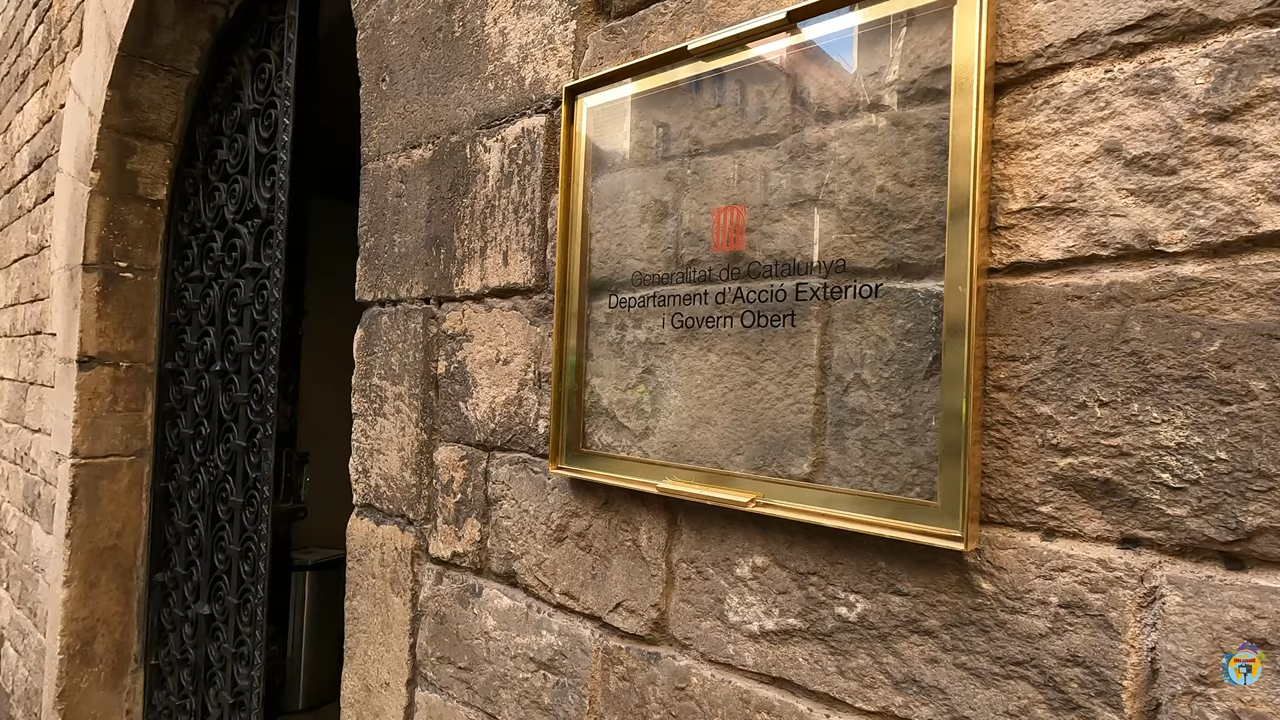 Generalitat de Catalunya
Departament d'Acció Exterior
i Govern Obert